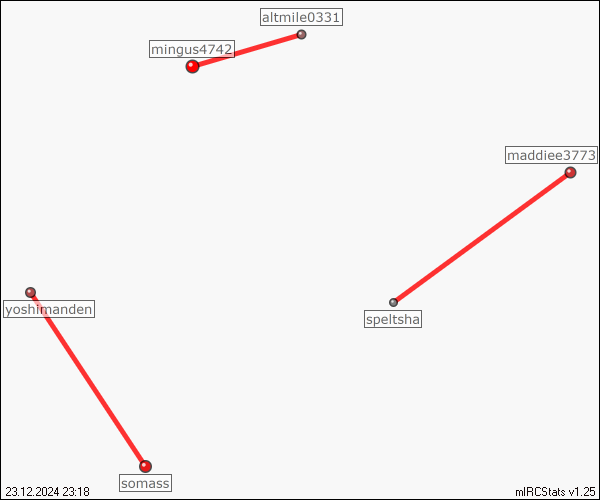 altmile0331
mingus4742
maddiee3773
yoshimanden
speltsha
somass
23.12.2024 23:18
mIRCStats v1.25